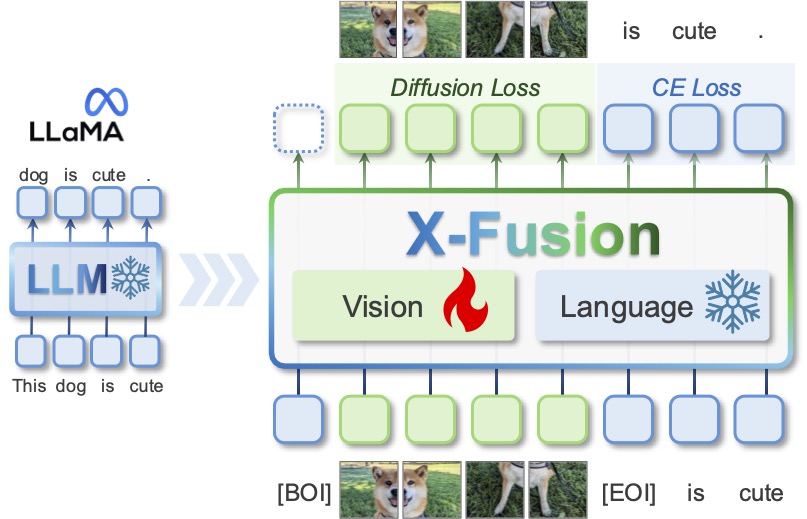 is cute .
Diffusion Loss CE Loss
LLaMA
dog is cute .
LLM
This dog is cute
X-Fusion
Vision Language
[BOI] [EOI] is cute